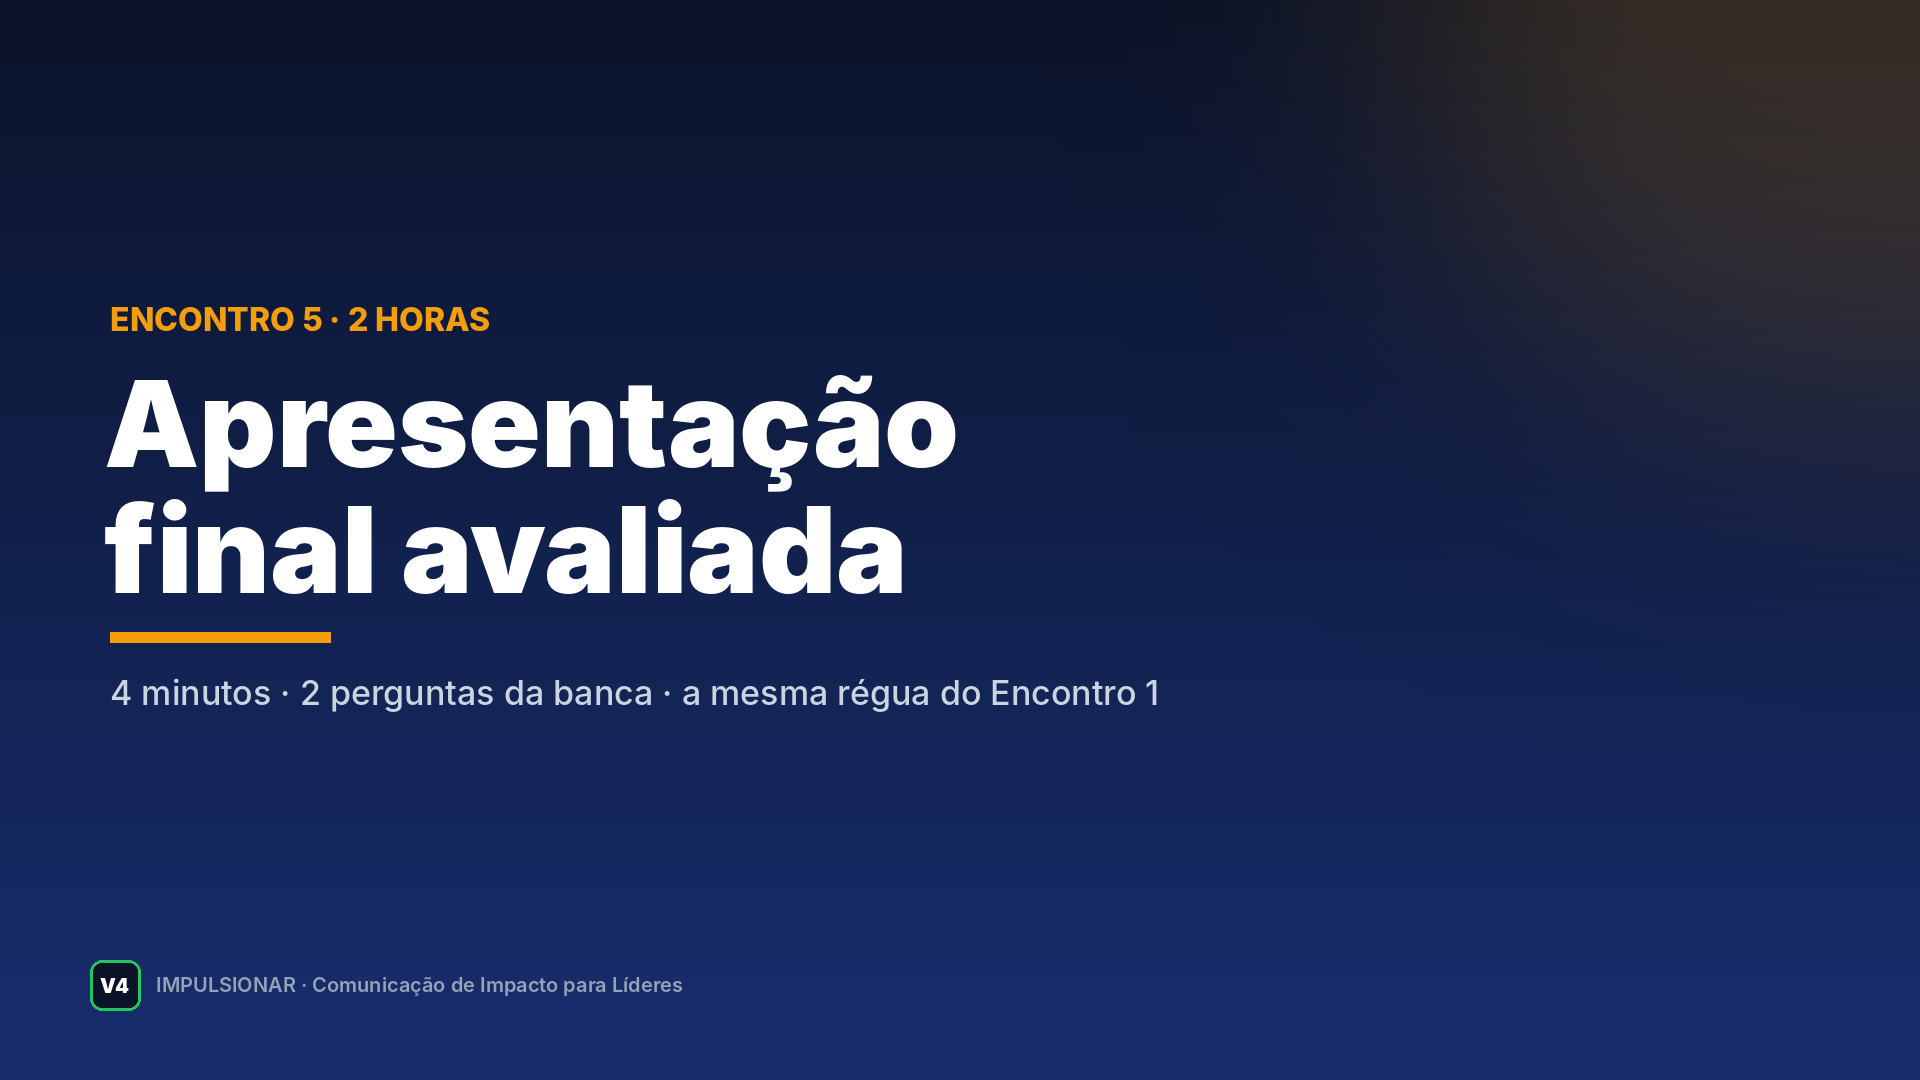 ENCONTRO 5 · 2 HORAS
Apresentação
final avaliada
4 minutos · 2 perguntas da banca · a mesma régua do Encontro 1
V4
IMPULSIONAR · Comunicação de Impacto para Líderes